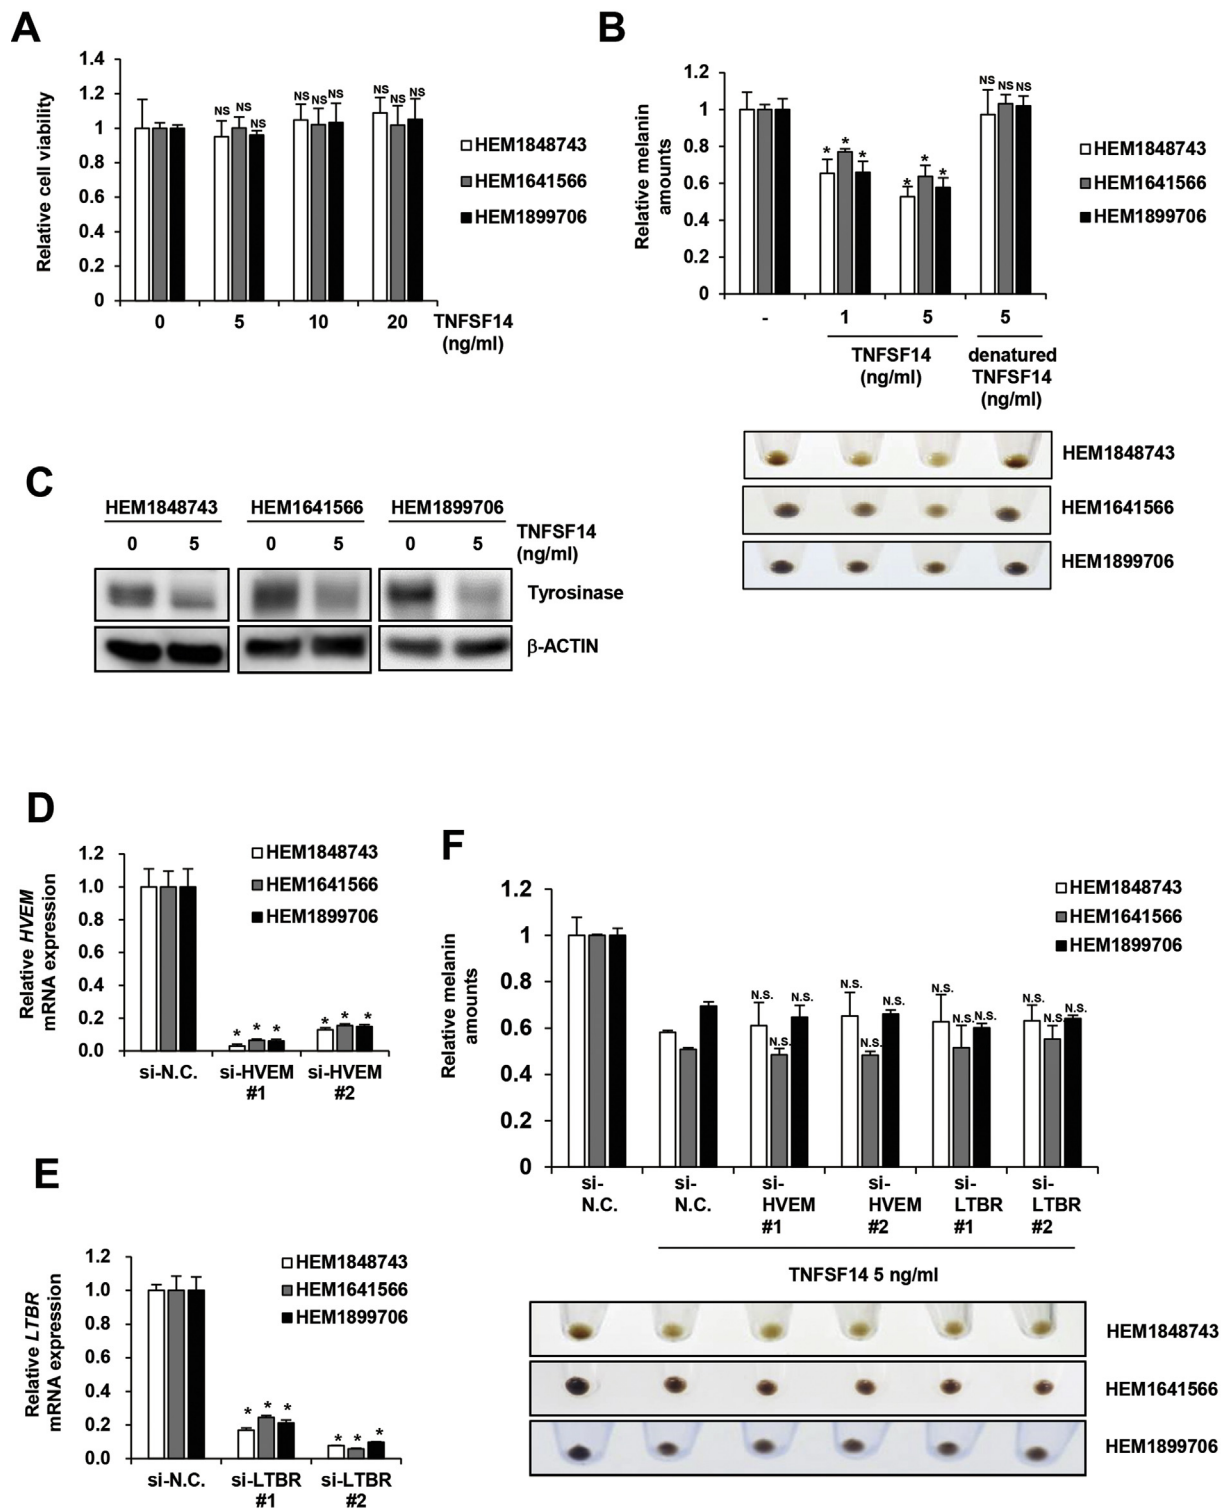 A
1.4
1.2
1
0.8
0.6
0.4
0.2
0
Relative cell viability
NS NS NS
NS NS NS
NS NS NS
HEM1848743
HEM1641566
HEM1899706
0 5 10 20 TNFSF14
(ng/ml)
B
1.2
1
0.8
0.6
0.4
0.2
0
Relative melanin
amounts
* * *
* * *
NS NS NS
HEM1848743
HEM1641566
HEM1899706
- 1 5 5
TNFSF14
(ng/ml)
denatured
TNFSF14
(ng/ml)
HEM1848743
HEM1641566
HEM1899706
C
HEM1848743 HEM1641566 HEM1899706
0 5 0 5 0 5 TNFSF14
(ng/ml)
Tyrosinase
β-ACTIN
D
1.2
1.0
0.8
0.6
0.4
0.2
0.0
Relative HVEM
mRNA expression
HEM1848743
HEM1641566
HEM1899706
* * *
* * *
si-N.C. si-HVEM si-HVEM
#1 #2
E
1.2
1.0
0.8
0.6
0.4
0.2
0.0
Relative LTBR
mRNA expression
HEM1848743
HEM1641566
HEM1899706
* * *
* * *
si-N.C. si-LTBR si-LTBR
#1 #2
F
1.2
1
0.8
0.6
0.4
0.2
0
Relative melanin
amounts
HEM1848743
HEM1641566
HEM1899706
N.S. N.S. N.S.
N.S. N.S. N.S.
N.S. N.S. N.S.
N.S. N.S. N.S.
si- si- si- si- si- si-
N.C. N.C. HVEM HVEM LTBR LTBR
#1 #2 #1 #2
TNFSF14 5 ng/ml
HEM1848743
HEM1641566
HEM1899706